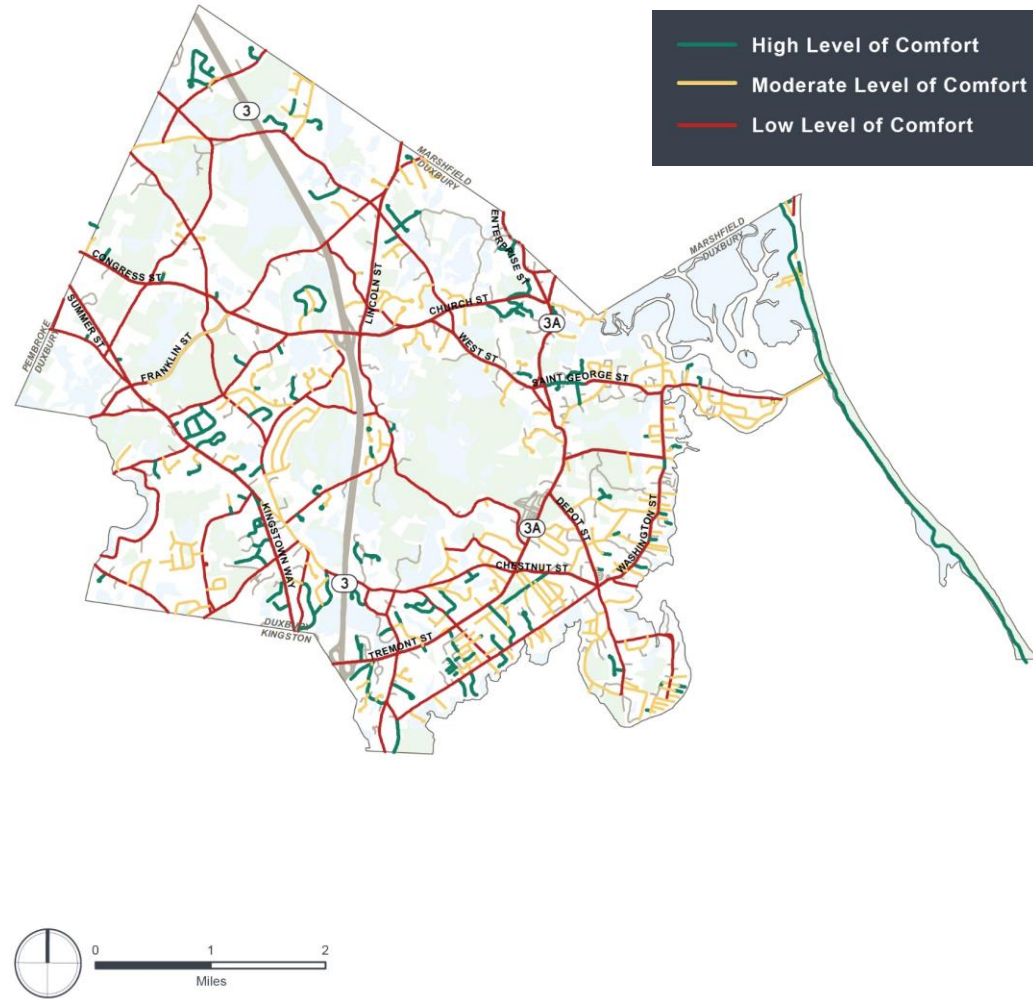 High Level of Comfort
Moderate Level of Comfort
Low Level of Comfort
3
MARSHFIELD
DUXBURY
MARSHFIELD
DUXBURY
ENTERPRISE ST
CONGRESS ST
LINCOLN ST
CHURCH ST
3A
SUMMER ST
WEST ST
PEMBROKE
DUXBURY
FRANKLIN ST
SAINT GEORGE ST
KINGSTOWN WAY
DEPOT ST
3A
WASHINGTON ST
CHESTNUT ST
3
DUXBURY
KINGSTON
TREMONT ST
0 1 2
Miles